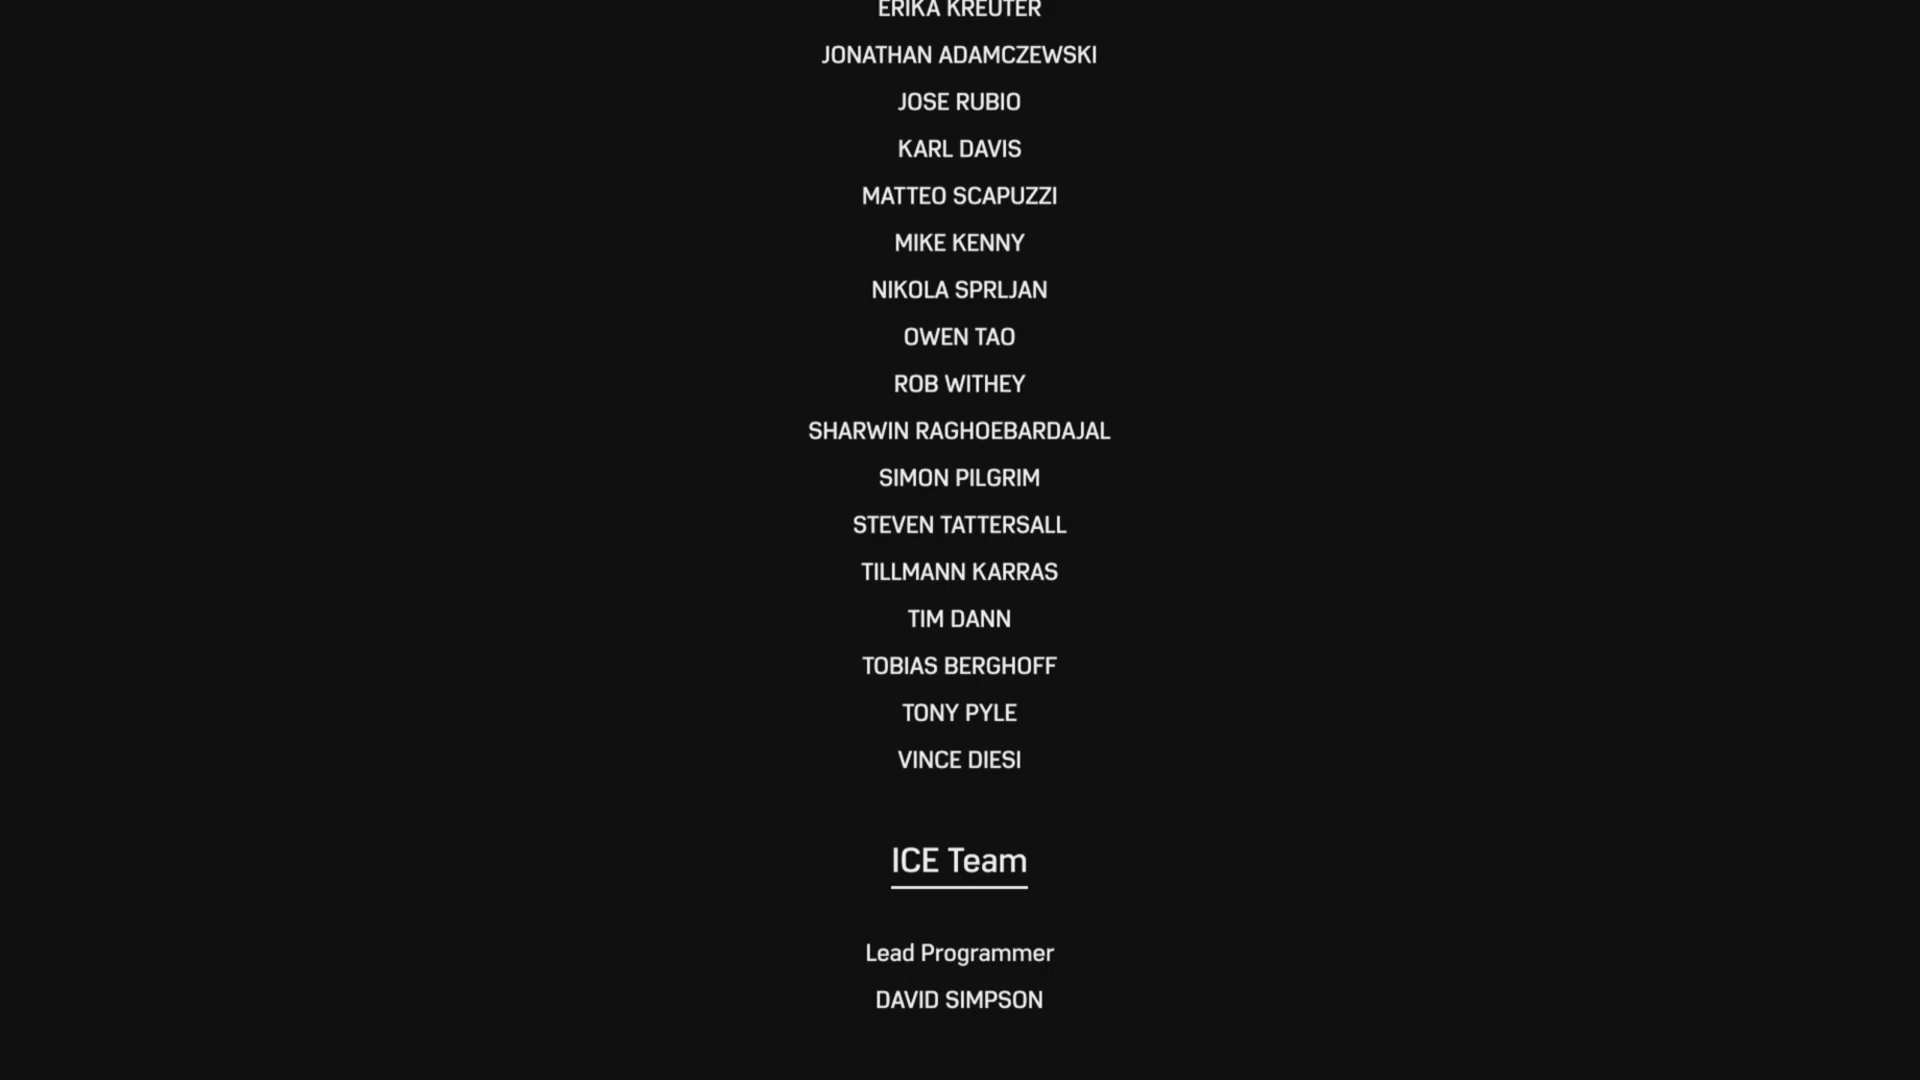 ERIKA KREUTER
JONATHAN ADAMCZEWSKI
JOSE RUBIO
KARL DAVIS
MATTEO SCAPUZZI
MIKE KENNY
NIKOLA SPRLJAN
OWEN TAO
ROB WITHEY
SHARWIN RAGHOEBARDAJAL
SIMON PILGRIM
STEVEN TATTERSALL
TILLMANN KARRAS
TIM DANN
TOBIAS BERGHOFF
TONY PYLE
VINCE DIESI
ICE Team
Lead Programmer
DAVID SIMPSON